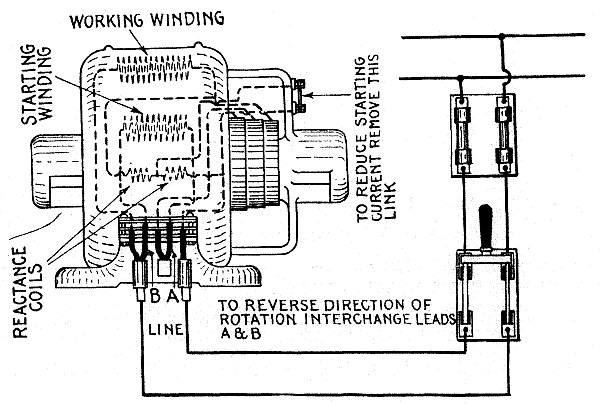 WORKING WINDING
STARTING
WINDING
TO REDUCE STARTING
CURRENT REMOVE THIS
LINK
REACTANCE
COILS
B A
LINE
TO REVERSE DIRECTION OF
ROTATION INTERCHANGE LEADS
A & B